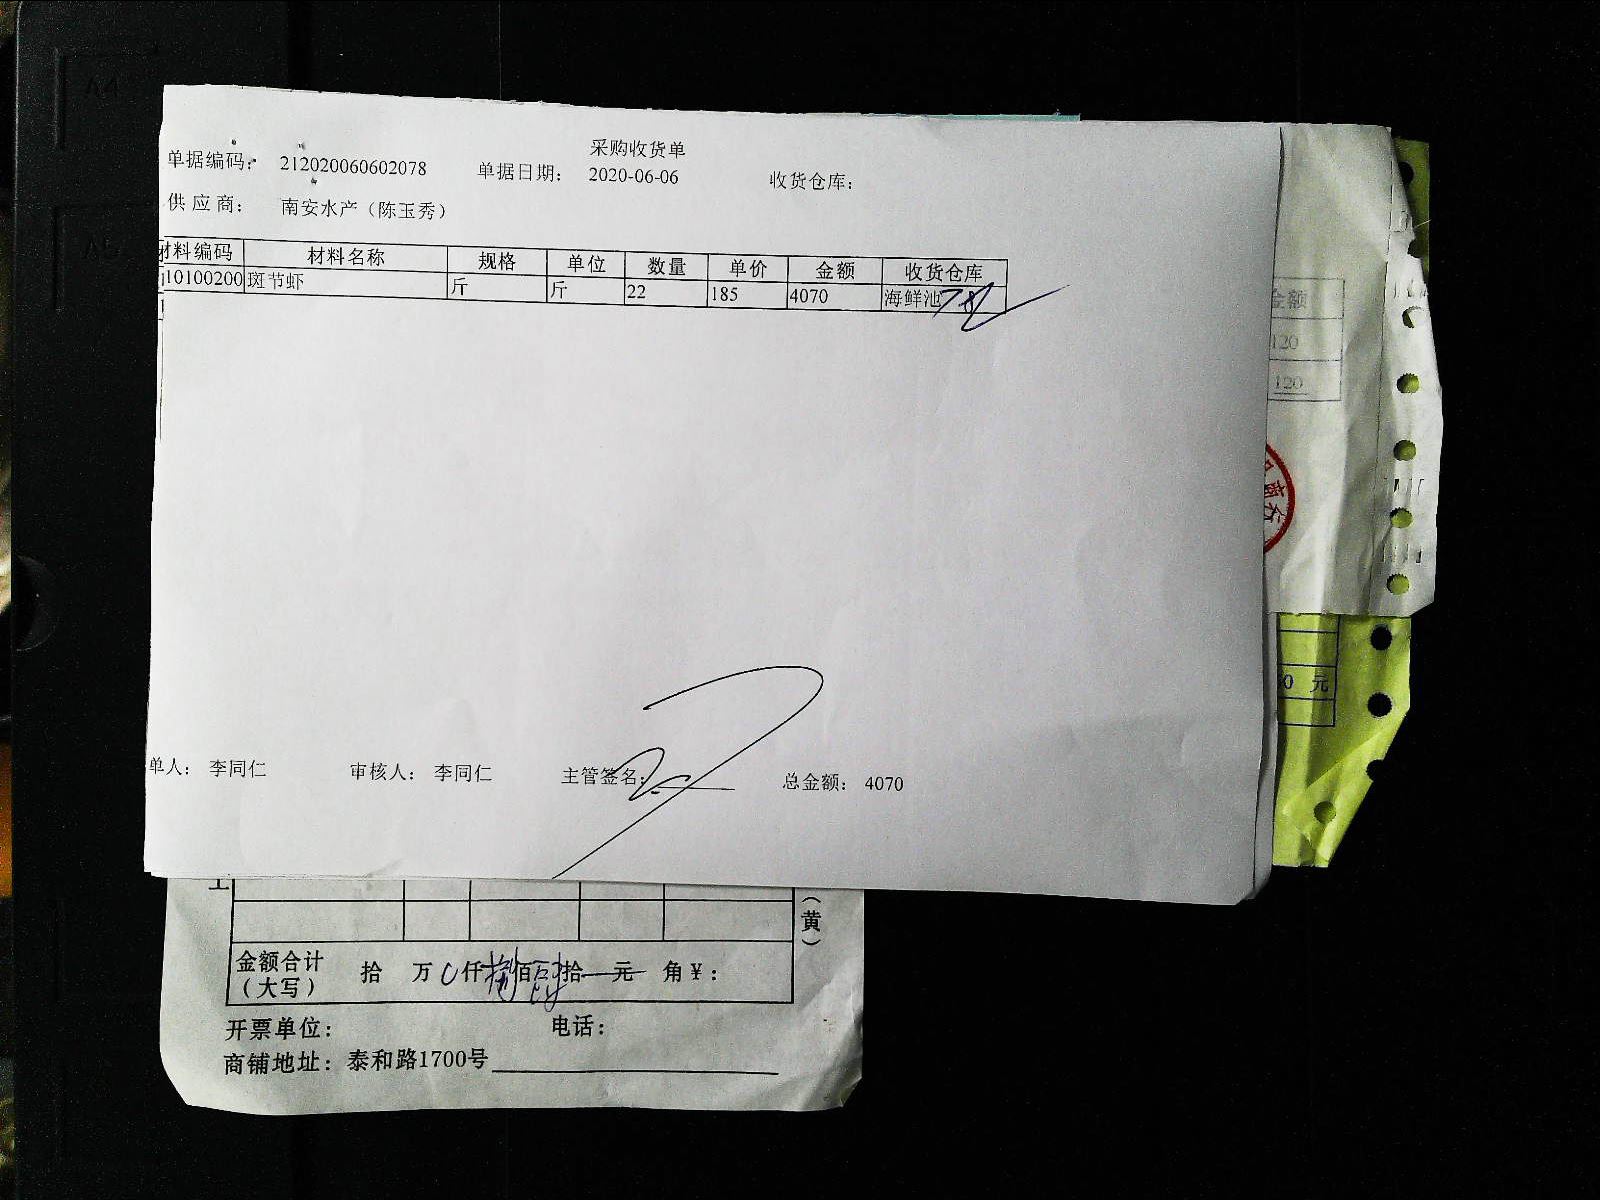 采购收货单
单据编码： 212020060602078 单据日期： 2020-06-06 收货仓库：
供应商： 南安水产（陈玉秀）
材料编码 材料名称 规格 单位 数量 单价 金额 收货仓库
10100200 斑节虾 斤 斤 22 185 4070 海鲜池
单人： 李同仁 审核人： 李同仁 主管签名： 总金额： 4070
金额
120
120
商行
0 元
（黄）
金额合计（大写） 拾 万 仟 捌 佰 拾 元 角 ¥：
开票单位： 电话：
商铺地址： 泰和路1700号